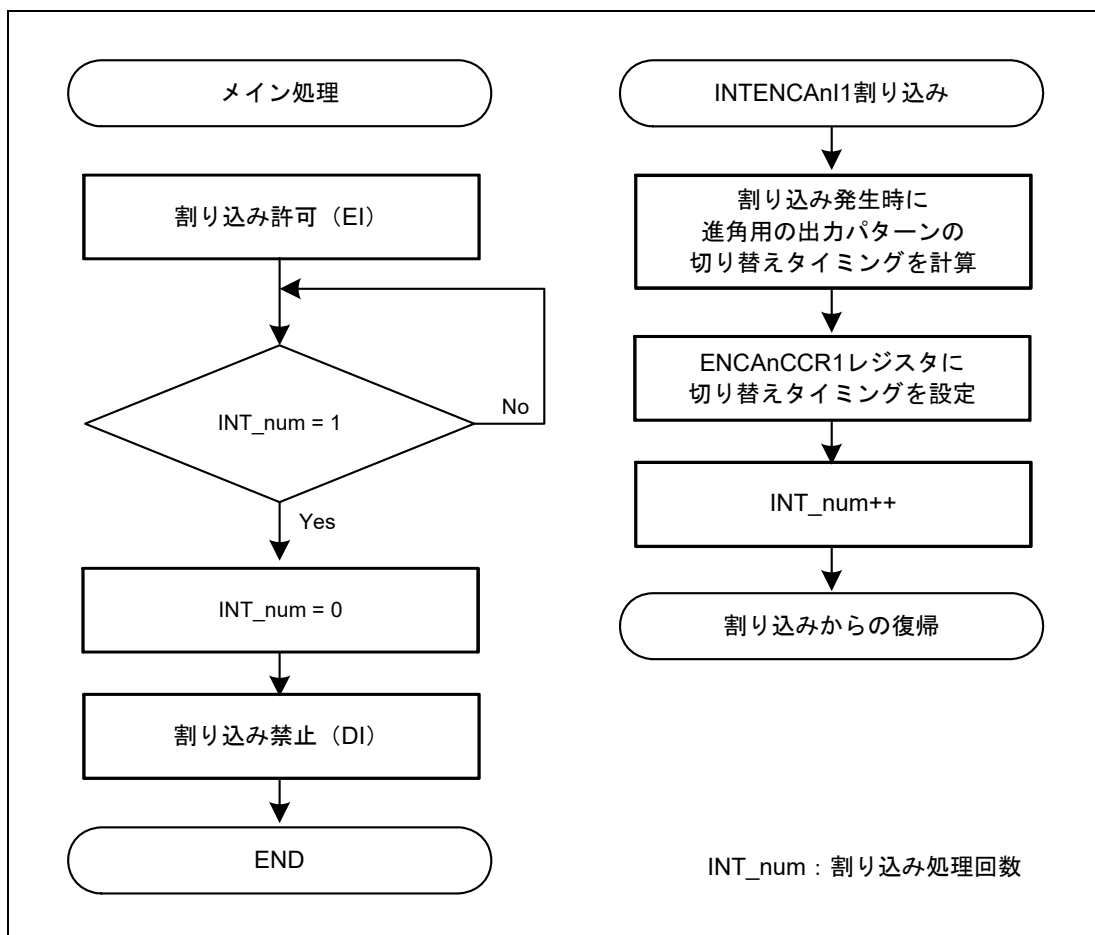 メイン処理
割り込み許可（EI）
INT_num = 1
No
Yes
INT_num = 0
割り込み禁止（DI）
END
INTENCAnI1割り込み
割り込み発生時に
進角用の出力パターンの
切り替えタイミングを計算
ENCAnCCR1レジスタに
切り替えタイミングを設定
INT_num++
割り込みからの復帰
INT_num：割り込み処理回数